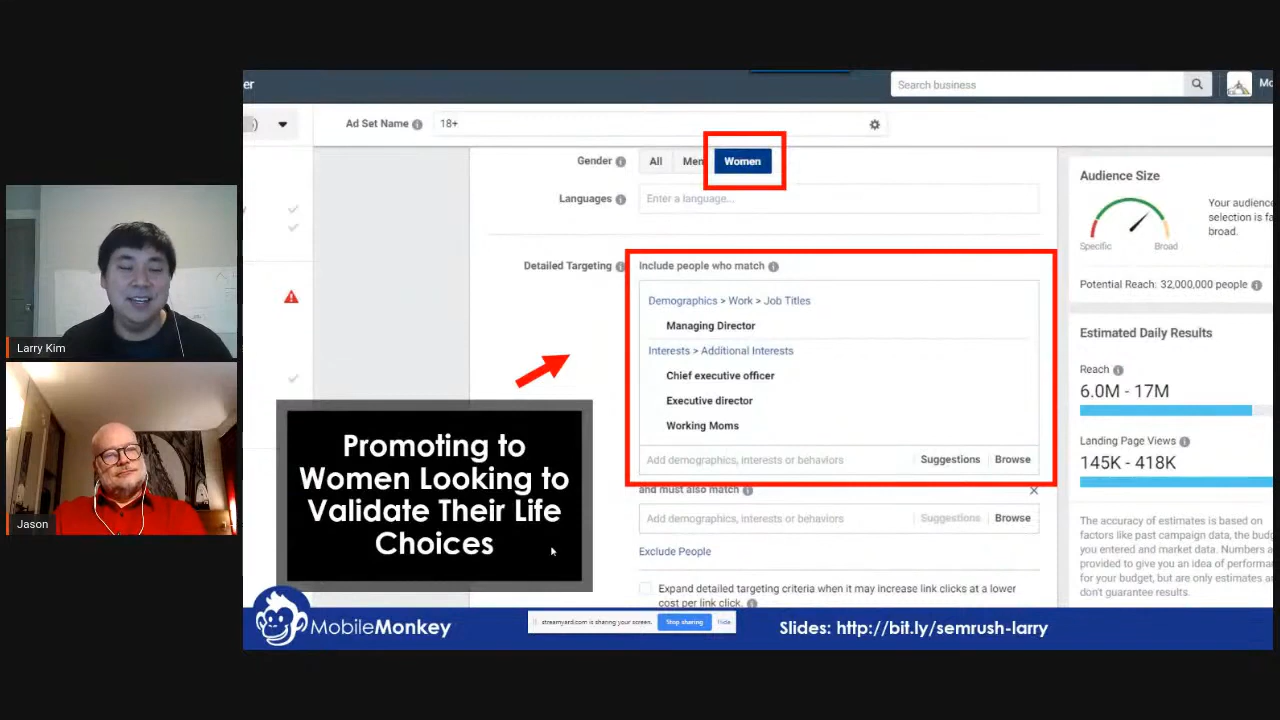 er
Search business
Mo
Ad Set Name
18+
Gender
All
Men
Women
Languages
Enter a language...
Detailed Targeting
Include people who match
Demographics > Work > Job Titles
Managing Director
Interests > Additional Interests
Chief executive officer
Executive director
Working Moms
Add demographics, interests or behaviors
Suggestions
Browse
and must also match
Add demographics, interests or behaviors
Suggestions
Browse
Exclude People
Expand detailed targeting criteria when it may increase link clicks at a lower
cost per link click.
Audience Size
Specific
Broad
Your audience
selection is fa
broad.
Potential Reach: 32,000,000 people
Estimated Daily Results
Reach
6.0M - 17M
Landing Page Views
145K - 418K
The accuracy of estimates is based on
factors like past campaign data, the budg
you entered and market data. Numbers a
provided to give you an idea of performa
for your budget, but are only estimates a
don't guarantee results.
Larry Kim
Jason
Promoting to
Women Looking to
Validate Their Life
Choices
MobileMonkey
streamyard.com is sharing your screen.
Stop sharing
Hide
Slides: http://bit.ly/semrush-larry